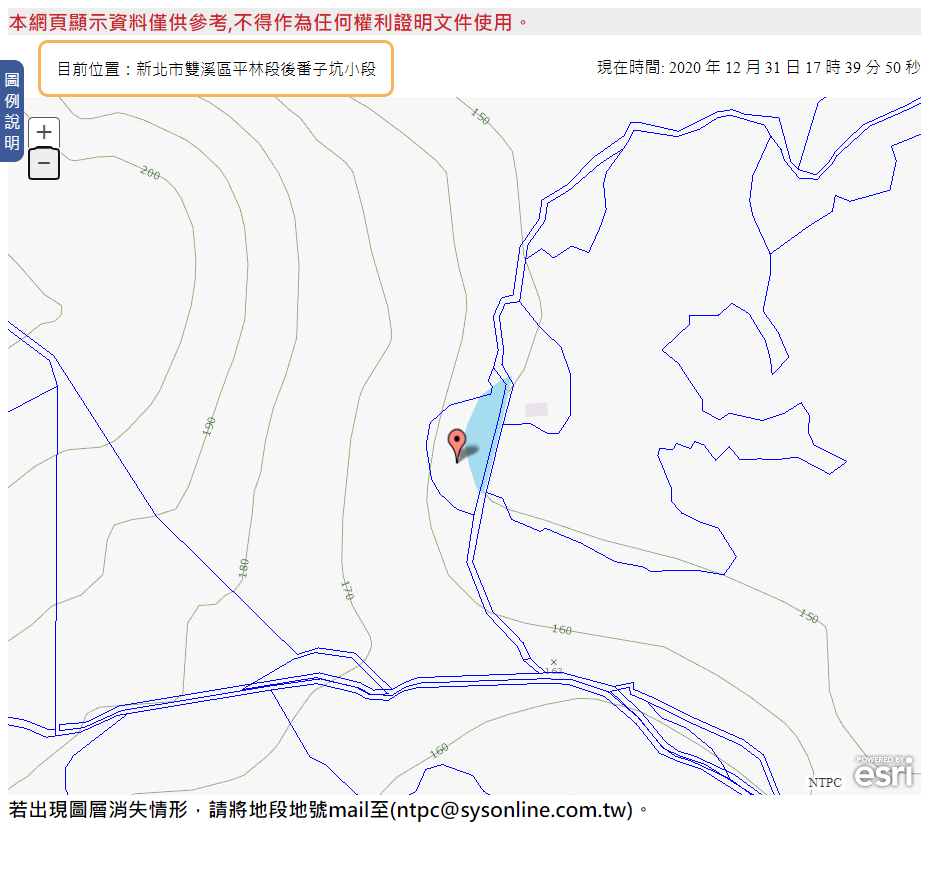 本網頁顯示資料僅供參考,不得作為任何權利證明文件使用。
目前位置：新北市雙溪區平林段後番子坑小段
現在時間: 2020 年 12 月 31 日 17 時 39 分 50 秒
圖例說明
+
−
150
200
190
180
170
150
160
162
160
POWERED BY
esri
NTPC
若出現圖層消失情形，請將地段地號mail至(ntpc@sysonline.com.tw)。